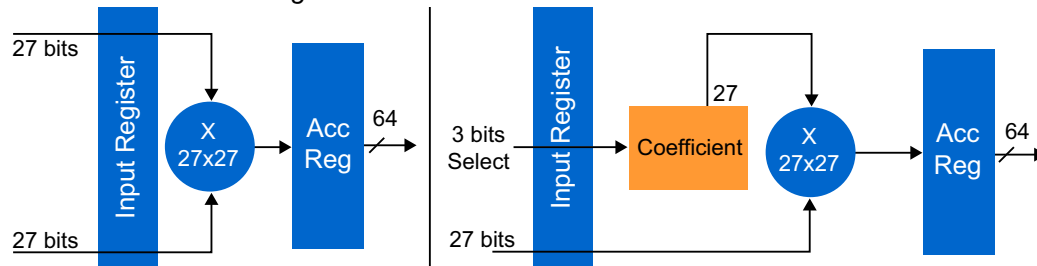 27 bits
Input Register
X
27x27
Acc
Reg
64
27 bits
3 bits
Select
Input Register
Coefficient
27
X
27x27
Acc
Reg
64
27 bits